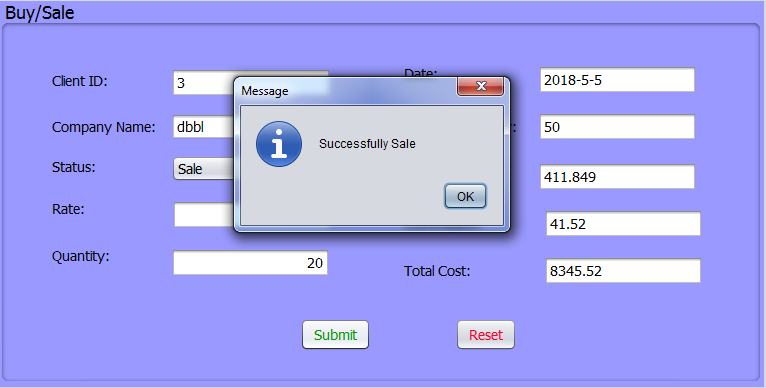 Buy/Sale
Client ID: 3
Date: 2018-5-5
Message
Successfully Sale
OK
Company Name: dbbl
: 50
Status: Sale
411.849
Rate:
41.52
Quantity: 20
Total Cost: 8345.52
Submit
Reset